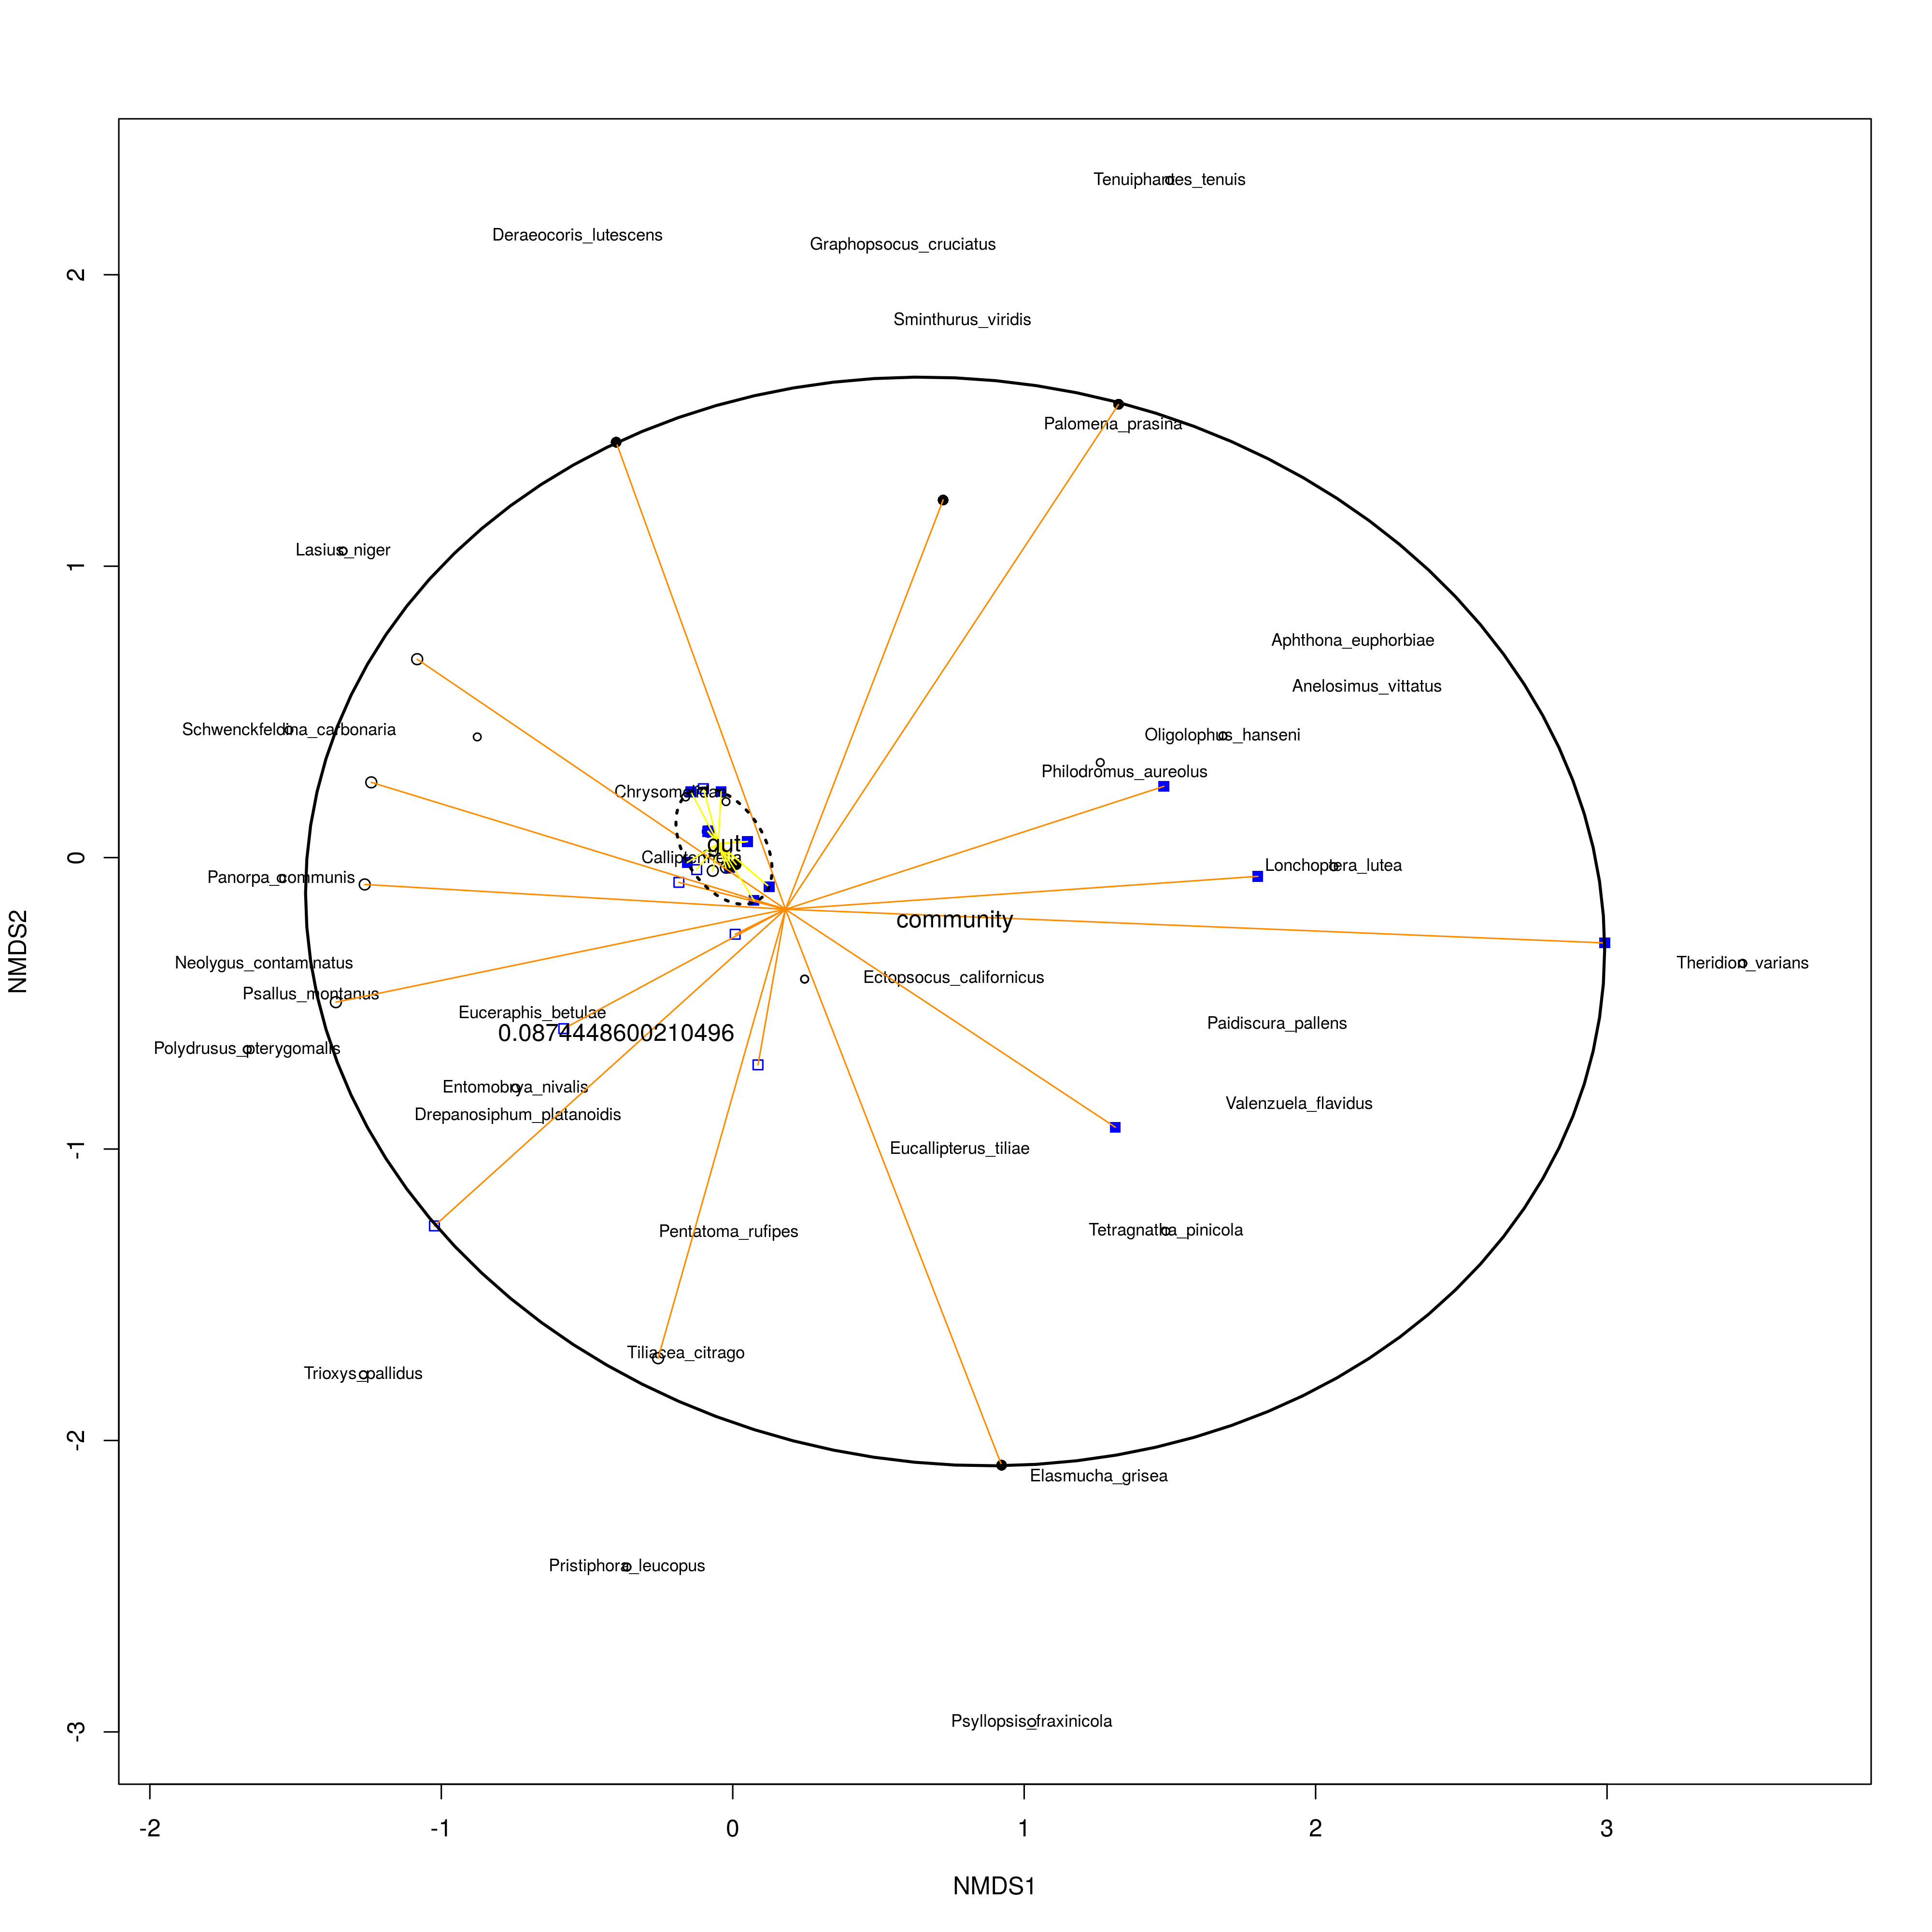 Tenuiphantes_tenuis
Deraeocoris_lutescens
Graphopsocus_cruciatus
2
Sminthurus_viridis
Palomena_prasina
Lasius_niger
1
Aphthona_euphorbiae
Anelosimus_vittatus
Schwenckfeldina_carbonaria
Oligolophus_hanseni
Philodromus_aureolus
gut
0
Lonchoptera_lutea
Panorpa_communis
community
NMDS2
Neolygus_contaminatus
Theridion_varians
Ectopsocus_californicus
Psallus_montanus
Euceraphis_betulae
Paidiscura_pallens
0.0874448600210496
Polydrusus_pterygomalis
Entomobrya_nivalis
Valenzuela_flavidus
Drepanosiphum_platanoidis
-1
Eucallipterus_tiliae
Pentatoma_rufipes
Tetragnatha_pinicola
Tiliacea_citrago
Trioxys_pallidus
-2
Elasmucha_grisea
Pristiphora_leucopus
Psyllopsis_fraxinicola
-3
-2 -1 0 1 2 3
NMDS1